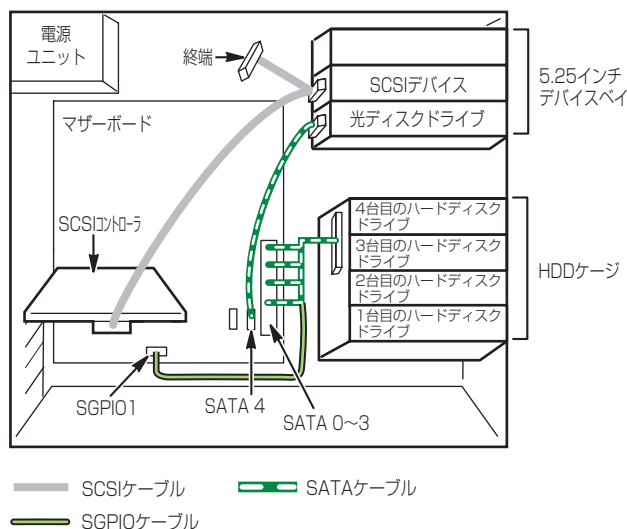 電源
ユニット
終端
SCSIデバイス
光ディスクドライブ
5.25インチ
デバイスベイ
マザーボード
SCSIコントローラ
4台目のハードディスク
ドライブ
3台目のハードディスク
ドライブ
2台目のハードディスク
ドライブ
1台目のハードディスク
ドライブ
HDDケージ
SGPIO1
SATA 4
SATA 0～3
SCSIケーブル
SATAケーブル
SGPIOケーブル